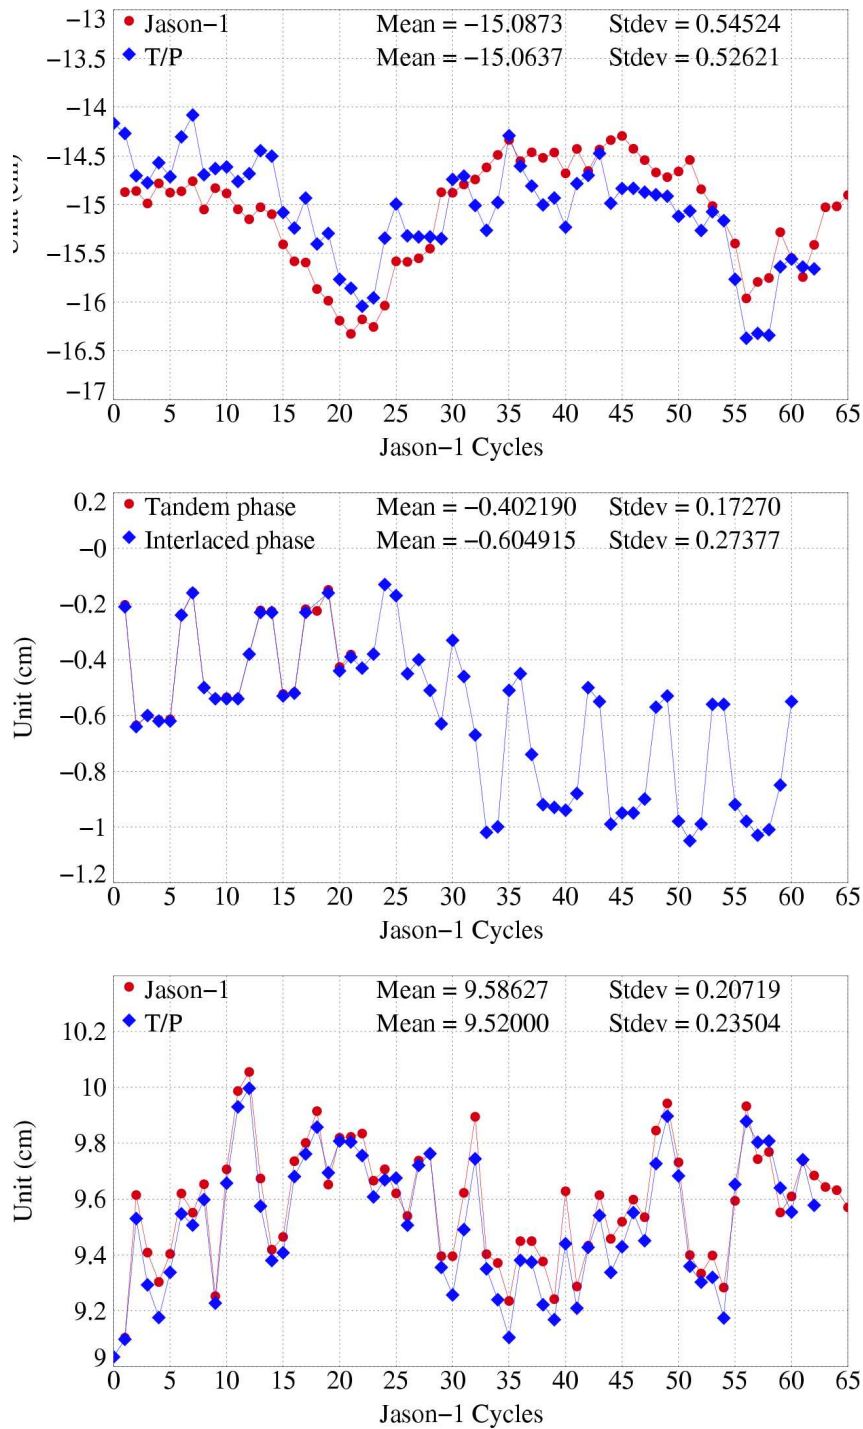 −13
Jason−1 Mean = −15.0873 Stdev = 0.54524
T/P Mean = −15.0637 Stdev = 0.52621
−13.5
−14
−14.5
−15
−15.5
−16
−16.5
−17
(cm)
0 5 10 15 20 25 30 35 40 45 50 55 60 65
Jason−1 Cycles
0.2
Tandem phase Mean = −0.402190 Stdev = 0.17270
Interlaced phase Mean = −0.604915 Stdev = 0.27377
−0
−0.2
−0.4
−0.6
−0.8
−1
−1.2
Unit (cm)
0 5 10 15 20 25 30 35 40 45 50 55 60 65
Jason−1 Cycles
Jason−1 Mean = 9.58627 Stdev = 0.20719
T/P Mean = 9.52000 Stdev = 0.23504
10.2
10
9.8
9.6
9.4
9.2
9
Unit (cm)
0 5 10 15 20 25 30 35 40 45 50 55 60 65
Jason−1 Cycles